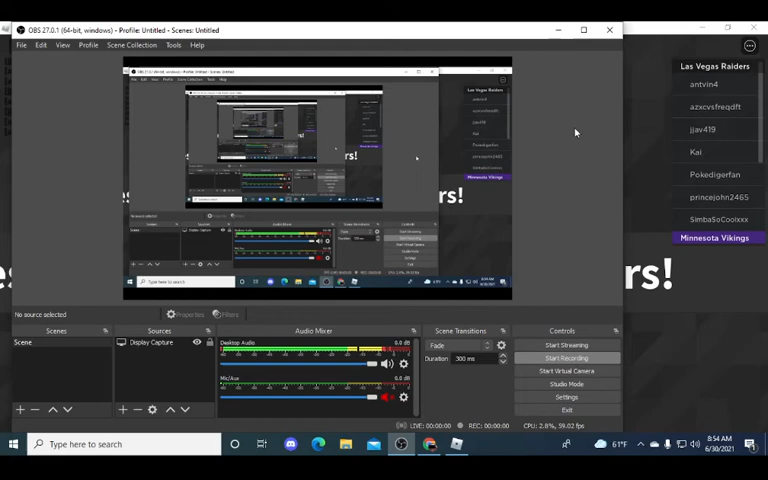 OBS 27.0.1 (64-bit, windows) - Profile: Untitled - Scenes: Untitled
File Edit View Profile Scene Collection Tools Help
Las Vegas Raiders
antvin4
azxcvsfreqdft
jjav419
Kai
Pokedigerfan
princejohn2465
SimbaSoCoolxxx
Minnesota Vikings
es
rs!
No source selected
Properties Filters
Scenes
Sources
Audio Mixer
Scene Transitions
Controls
Scene
Display Capture
Desktop Audio
0.0 dB
Mic/Aux
0.0 dB
Fade
Duration 300 ms
Start Streaming
Start Recording
Start Virtual Camera
Studio Mode
Settings
Exit
LIVE: 00:00:00 REC: 00:00:00 CPU: 2.8%, 59.02 fps
Type here to search
61°F
8:54 AM
6/30/2021